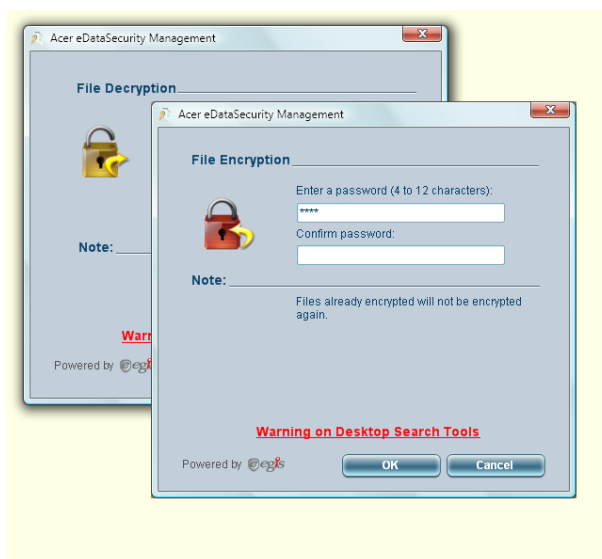 Acer eDataSecurity Management
File Decryption
Note:
Powered by egis
Acer eDataSecurity Management
File Encryption
Enter a password (4 to 12 characters):
****
Confirm password:
Note:
Files already encrypted will not be encrypted
again.
Warning on Desktop Search Tools
Powered by egis
OK
Cancel